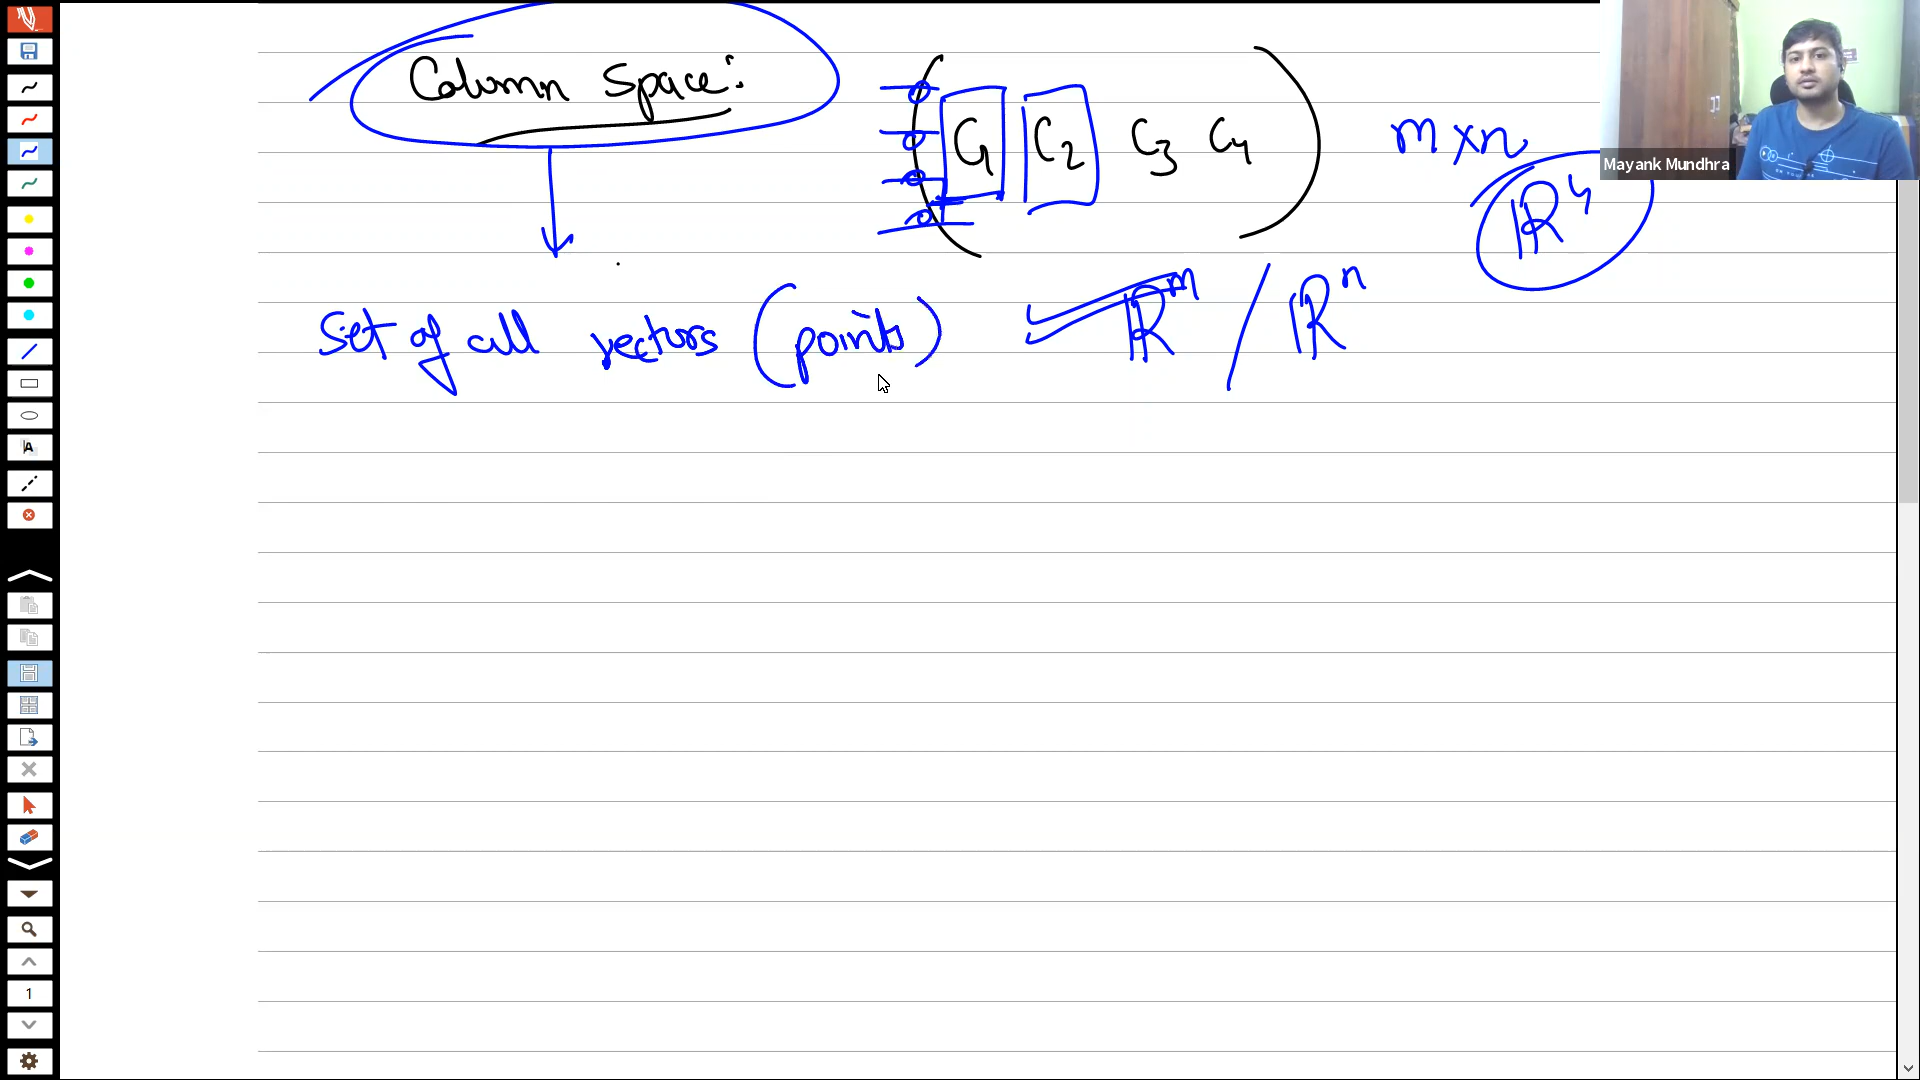 Column Space:
C1 C2 C3 C4
m×n
Mayank Mundhra
ℝ⁴
Set of all vectors (points) ℝᵐ / ℝⁿ
1